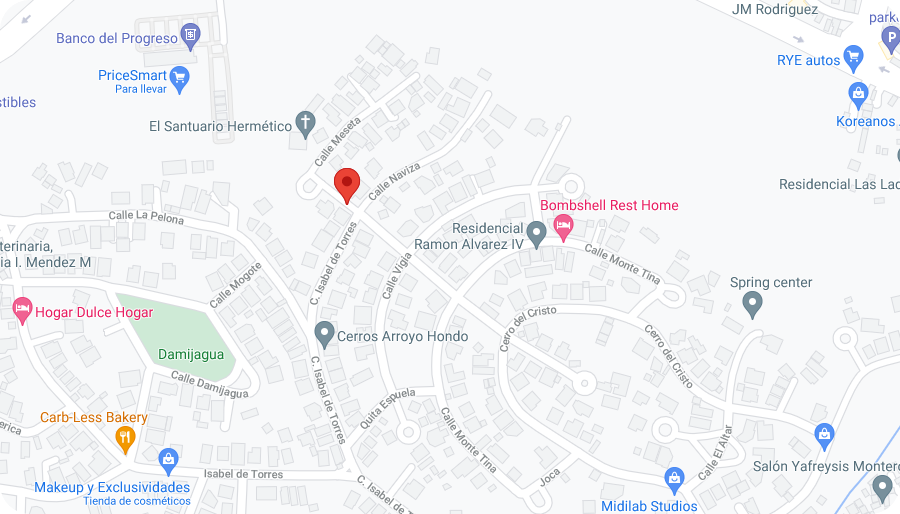 JM Rodriguez
parku
Banco del Progreso
P
RYE autos
PriceSmart
Para llevar
stibles
Koreanos
El Santuario Hermético
Calle Meseta
Calle Naviza
Residencial Las Lad
Calle La Pelona
Bombshell Rest Home
Residencial
Ramon Alvarez IV
terinaria,
ia I. Mendez M
C. Isabel de Torres
Calle Vigia
Calle Monte Tina
Calle Mogote
Spring center
Hogar Dulce Hogar
Cerro del Cristo
Cerro del Cristo
Cerros Arroyo Hondo
Damijagua
Calle Damijagua
C. Isabel de Torres
Quita Espuela
Carb-Less Bakery
erica
Calle Monte Tina
Calle El Altar
Salón Yafreysis Montero
Isabel de Torres
Joca
Makeup y Exclusividades
Tienda de cosméticos
C. Isabel de To
Midilab Studios